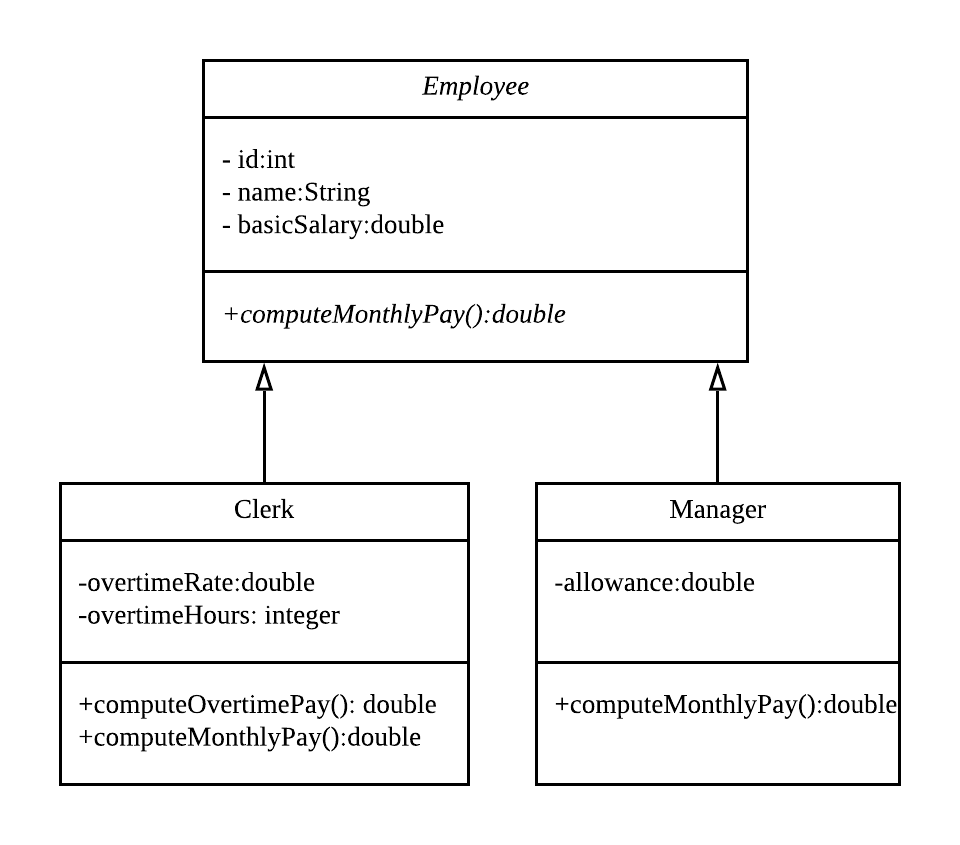 Employee
- id:int
- name:String
- basicSalary:double
+computeMonthlyPay():double
Clerk
-overtimeRate:double
-overtimeHours: integer
+computeOvertimePay(): double
+computeMonthlyPay():double
Manager
-allowance:double
+computeMonthlyPay():double